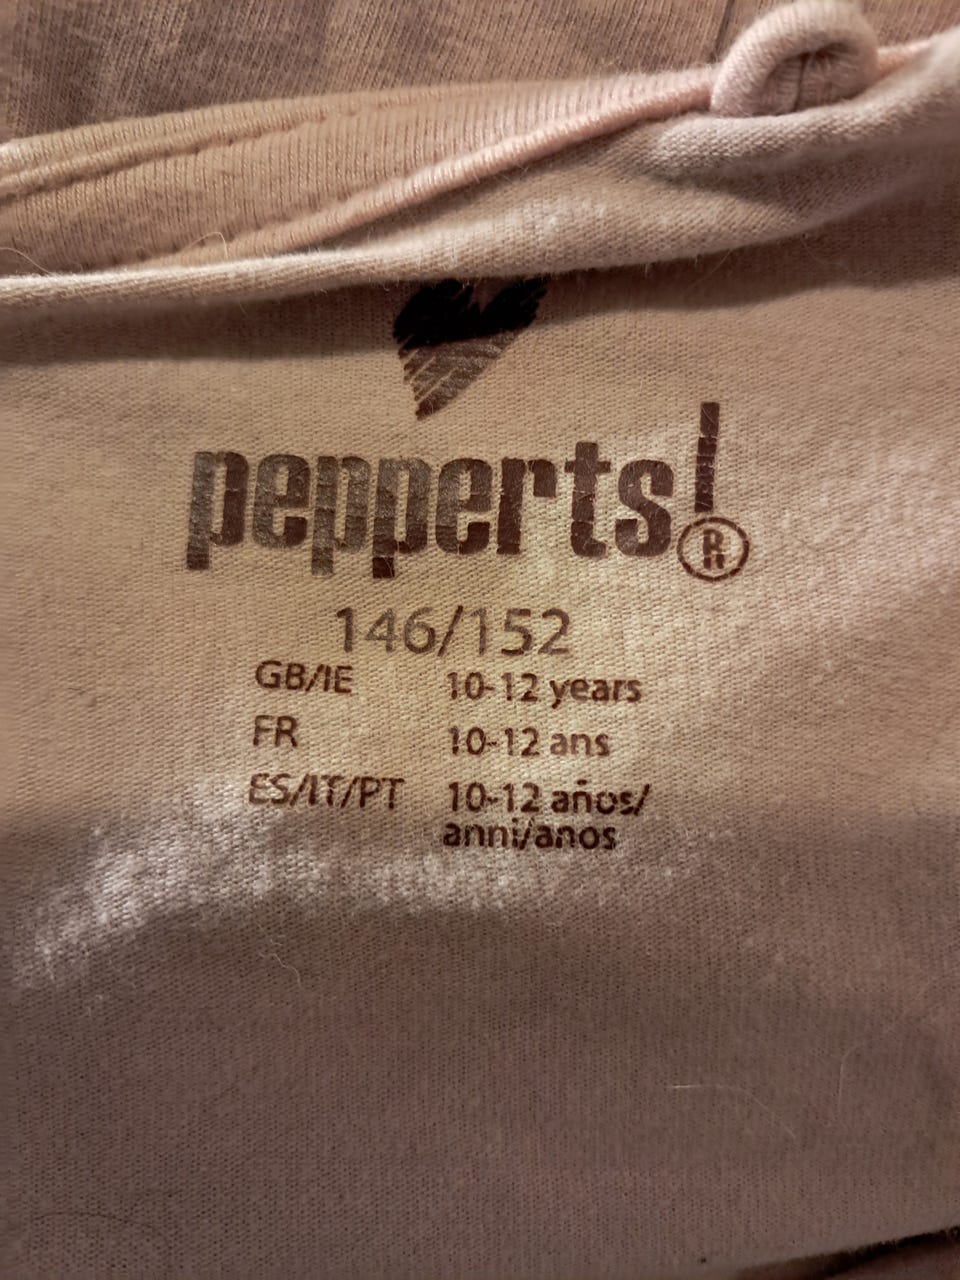 pepperts!®
146/152
GB/IE 10-12 years
FR 10-12 ans
ES/IT/PT 10-12 años/
anni/anos